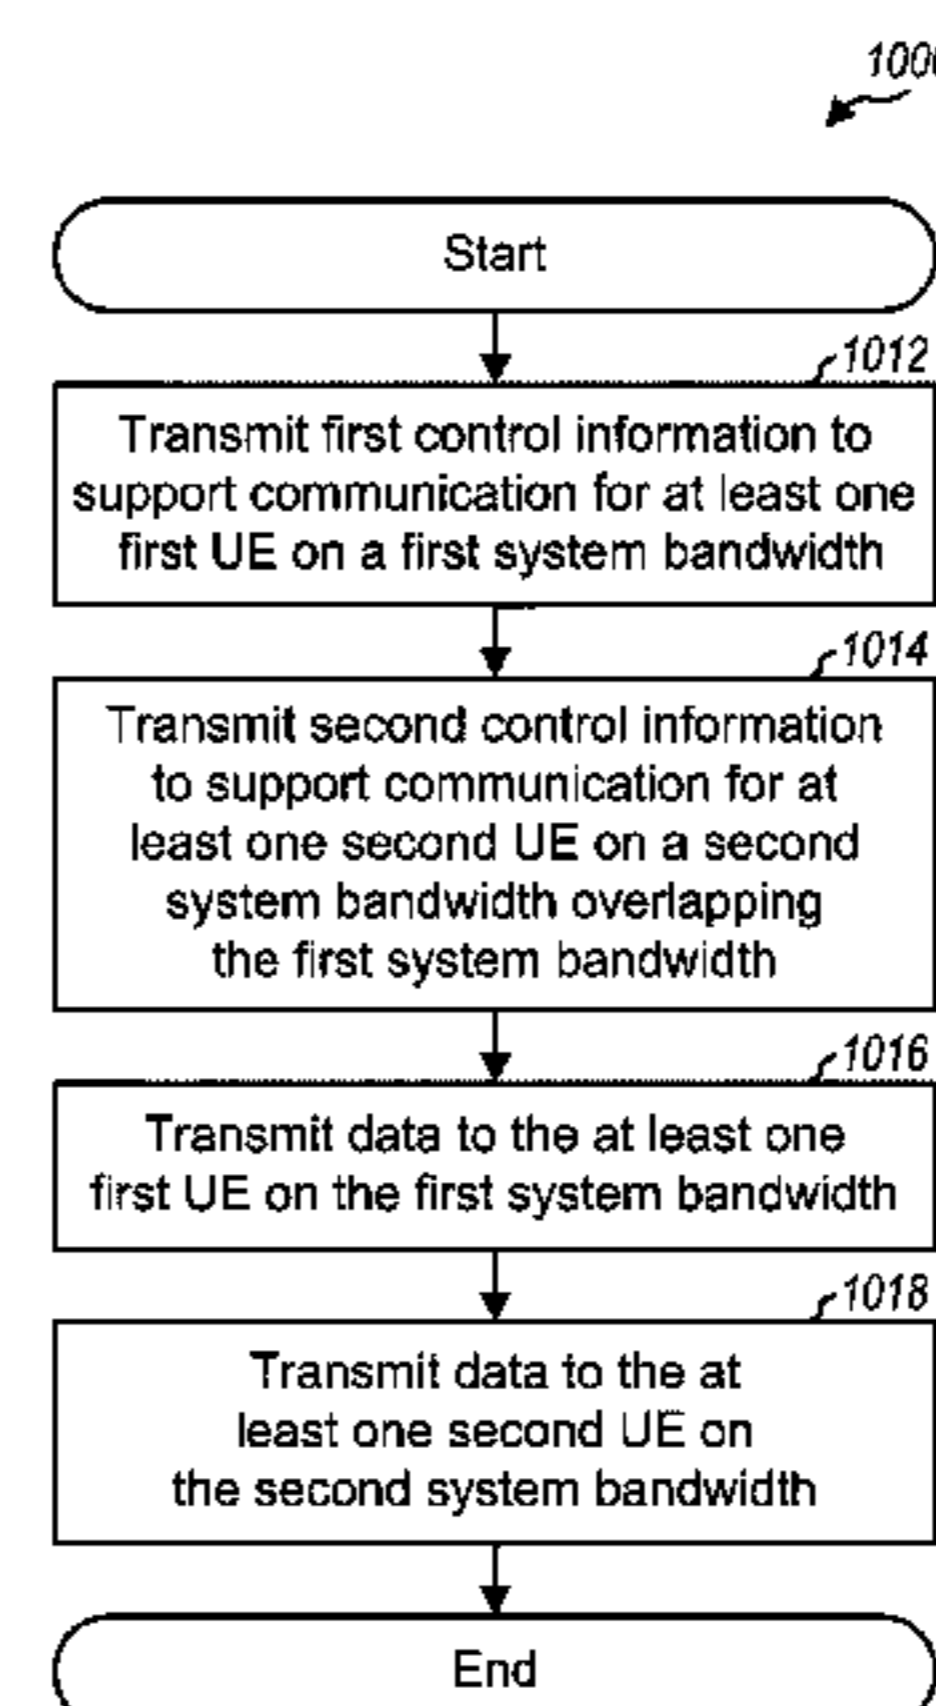 Start
1012
Transmit first control information to
support communication for at least one
first UE on a first system bandwidth
1014
Transmit second control information
to support communication for at
least one second UE on a second
system bandwidth overlapping
the first system bandwidth
1016
Transmit data to the at least one
first UE on the first system bandwidth
1018
Transmit data to the at
least one second UE on
the second system bandwidth
End